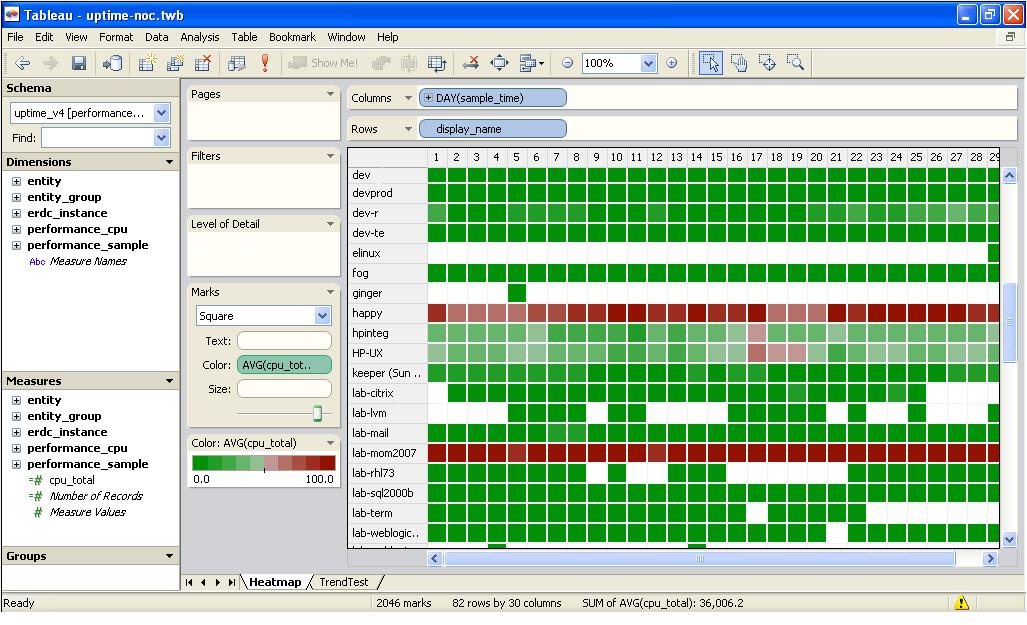 Tableau - uptime-noc.twb
File Edit View Format Data Analysis Table Bookmark Window Help
Show Me! 100%
Schema
uptime_v4 [performance...
Find:
Dimensions
entity
entity_group
erdc_instance
performance_cpu
performance_sample
Abc Measure Names
Measures
entity
entity_group
erdc_instance
performance_cpu
performance_sample
cpu_total
Number of Records
Measure Values
Groups
Pages
Filters
Level of Detail
Marks
Square
Text:
Color: AVG(cpu_tot..
Size:
Color: AVG(cpu_total)
0.0 100.0
Columns DAY(sample_time)
Rows display_name
1 2 3 4 5 6 7 8 9 10 11 12 13 14 15 16 17 18 19 20 21 22 23 24 25 26 27 28 29
dev
devprod
dev-r
dev-te
elinux
fog
ginger
happy
hpinteg
HP-UX
keeper (Sun ..
lab-citrix
lab-lvm
lab-mail
lab-mom2007
lab-rhl73
lab-sql2000b
lab-term
lab-weblogic..
Heatmap TrendTest
Ready 2046 marks 82 rows by 30 columns SUM of AVG(cpu_total): 36,006.2